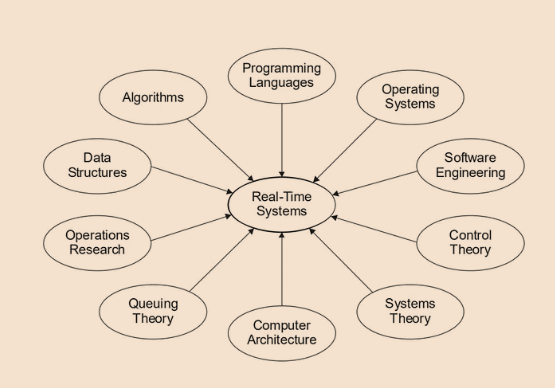 Programming
Languages
Algorithms
Operating
Systems
Data
Structures
Software
Engineering
Real-Time
Systems
Operations
Research
Control
Theory
Queuing
Theory
Systems
Theory
Computer
Architecture